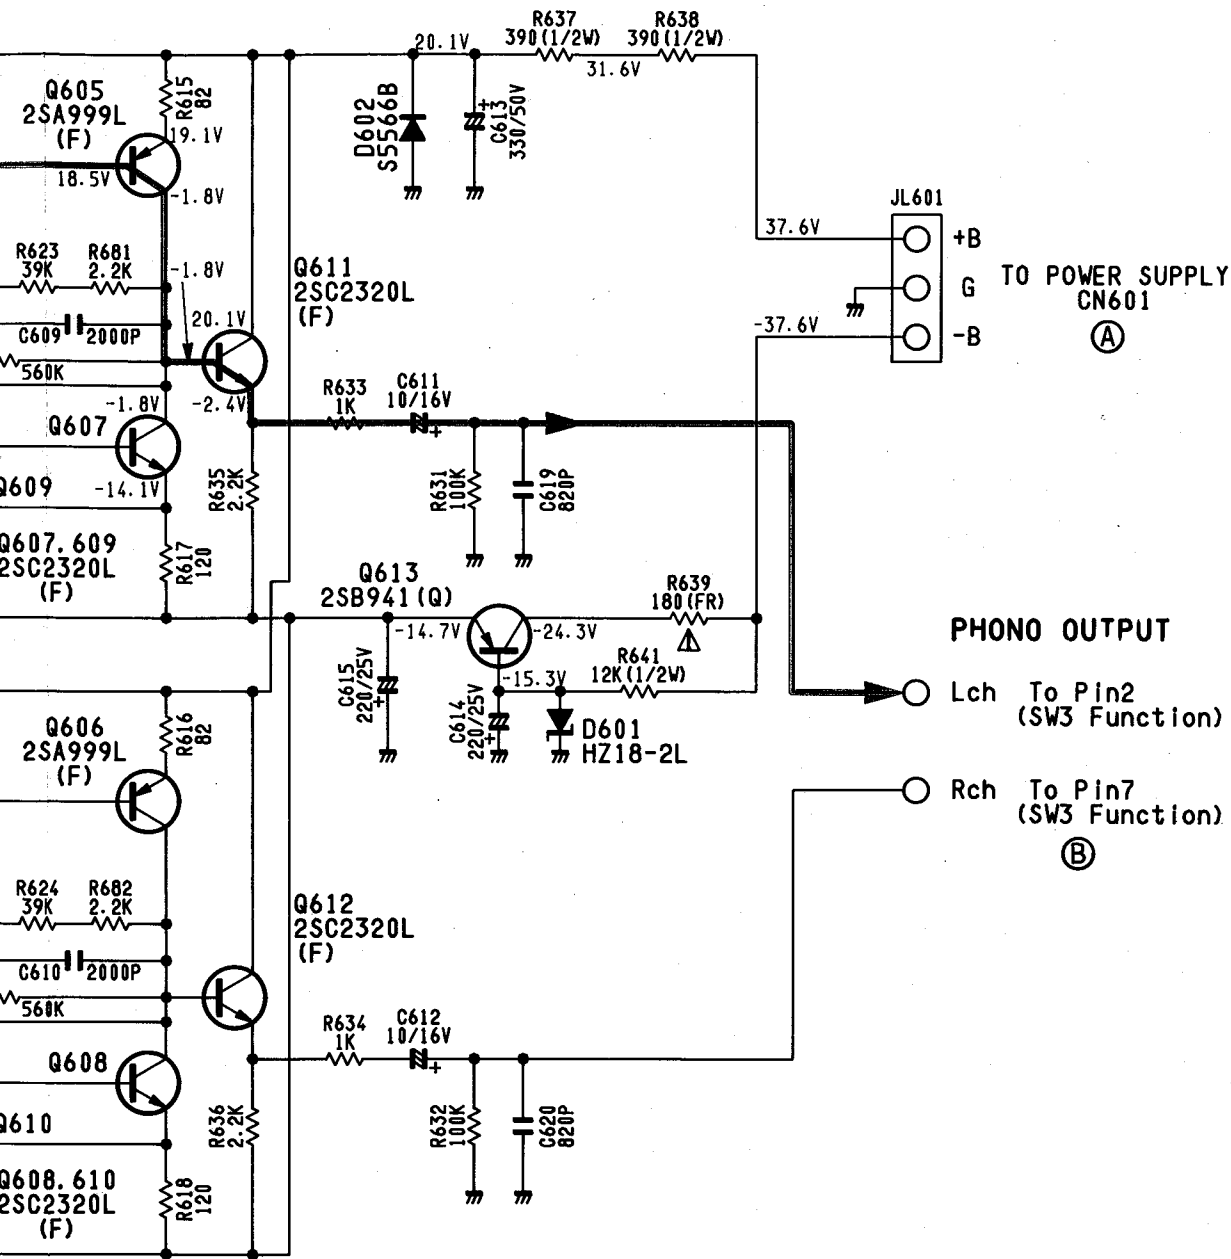 R637
390(1/2W)
R638
390(1/2W)
20.1V
31.6V
Q605
2SA999L
(F)
R615
82
19.1V
18.5V
-1.8V
D602
S5566B
+
C613
330/50V
JL601
37.6V
+B
G
-37.6V
-B
TO POWER SUPPLY
CN601
A
R623
39K
R681
2.2K
-1.8V
Q611
2SC2320L
(F)
20.1V
C609
2000P
560K
-2.4V
R633
1K
C611
10/16V
+
-1.8V
Q607
-14.1V
Q609
R635
2.2K
R631
100K
C619
820P
Q607.609
2SC2320L
(F)
R617
120
Q613
2SB941(Q)
-14.7V
-24.3V
R639
180(FR)
!
-15.3V
R641
12K(1/2W)
C615
220/25V
+
C614
220/25V
+
D601
HZ18-2L
PHONO OUTPUT
Lch To Pin2
(SW3 Function)
Rch To Pin7
(SW3 Function)
B
Q606
2SA999L
(F)
R616
82
R624
39K
R682
2.2K
Q612
2SC2320L
(F)
C610
2000P
560K
R634
1K
C612
10/16V
+
Q608
Q610
R636
2.2K
R632
100K
C620
820P
Q608.610
2SC2320L
(F)
R618
120